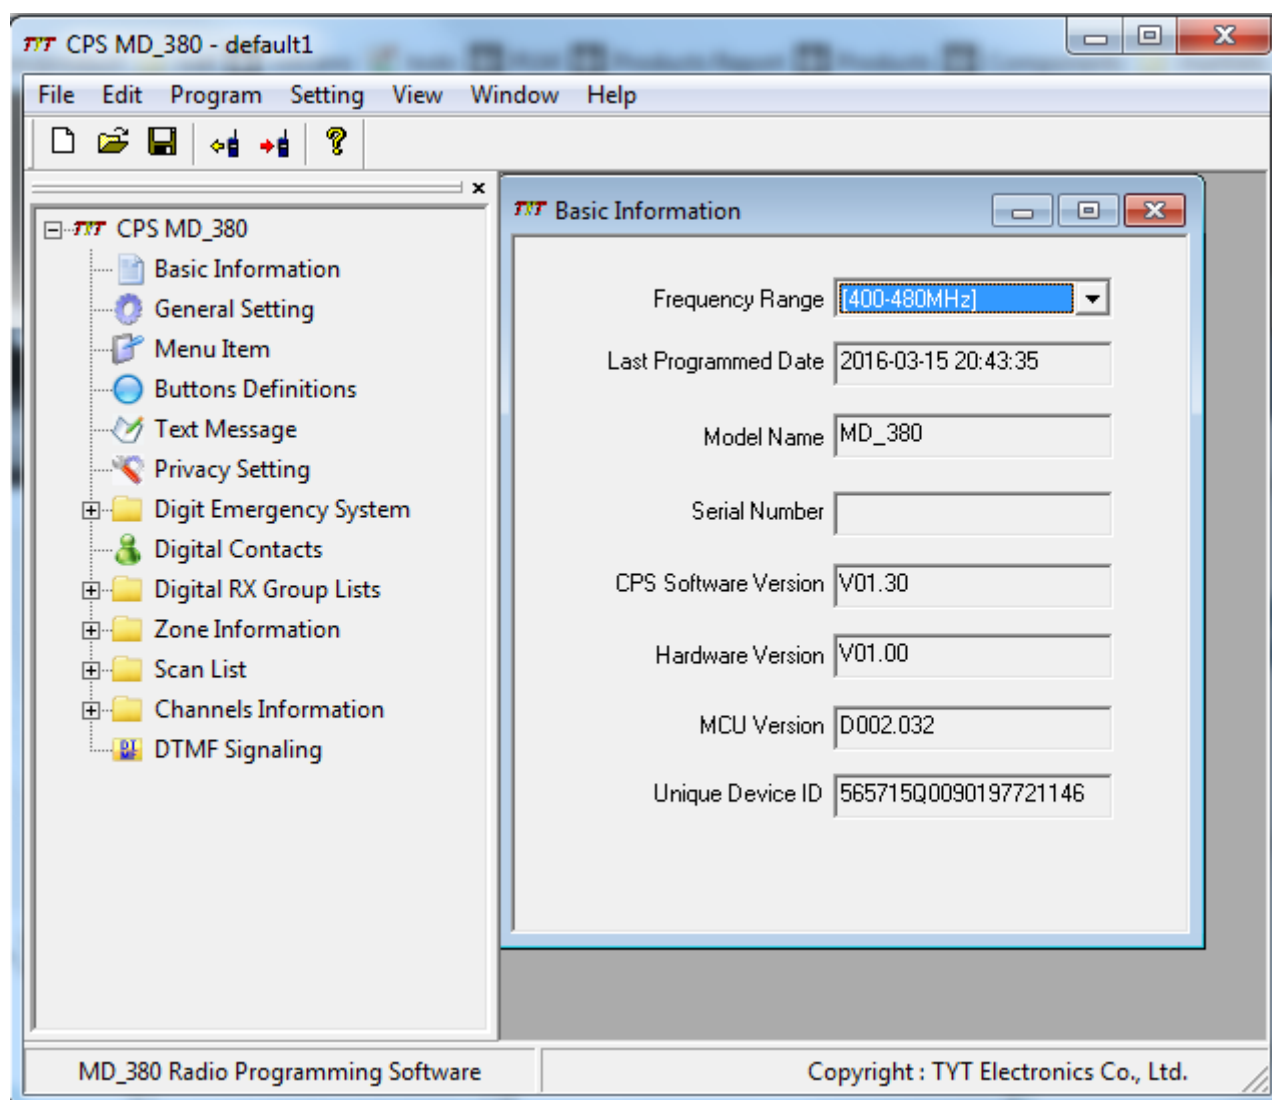 TYT CPS MD_380 - default1
File Edit Program Setting View Window Help
TYT CPS MD_380
Basic Information
General Setting
Menu Item
Buttons Definitions
Text Message
Privacy Setting
Digit Emergency System
Digital Contacts
Digital RX Group Lists
Zone Information
Scan List
Channels Information
DTMF Signaling
TYT Basic Information
Frequency Range [400-480MHz]
Last Programmed Date 2016-03-15 20:43:35
Model Name MD_380
Serial Number
CPS Software Version V01.30
Hardware Version V01.00
MCU Version D002.032
Unique Device ID 565715Q0090197721146
MD_380 Radio Programming Software
Copyright : TYT Electronics Co., Ltd.